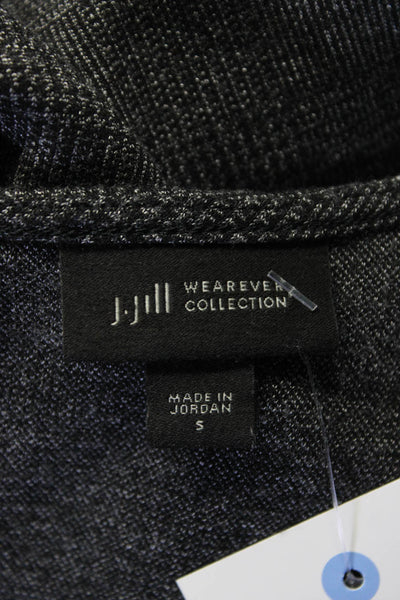 J.Jill WEAREVER
COLLECTION
MADE IN
JORDAN
S